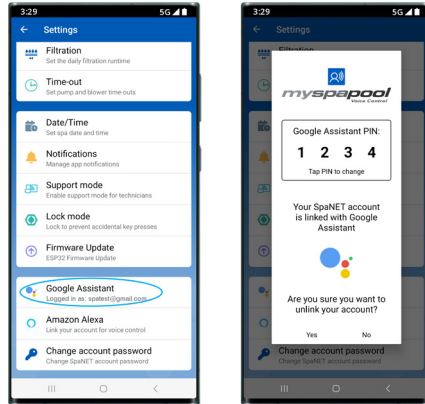 3:29
5G
Settings
Filtration
Set the daily filtration runtime
Time-out
Set pump and blower time-outs
Date/Time
Set spa date and time
Notifications
Manage app notifications
Support mode
Enable support mode for technicians
Lock mode
Lock to prevent accidental key presses
Firmware Update
ESP32 Firmware Update
Google Assistant
Logged in as: spatest@gmail.com
Amazon Alexa
Link your account for voice control
Change account password
Change SpaNET account password
3:29
5G
Settings
Filtration
myspapool
Voice Control
Google Assistant PIN:
1 2 3 4
Tap PIN to change
Your SpaNET account
is linked with Google
Assistant
Are you sure you want to
unlink your account?
Yes No
Change account password
Change SpaNET account password